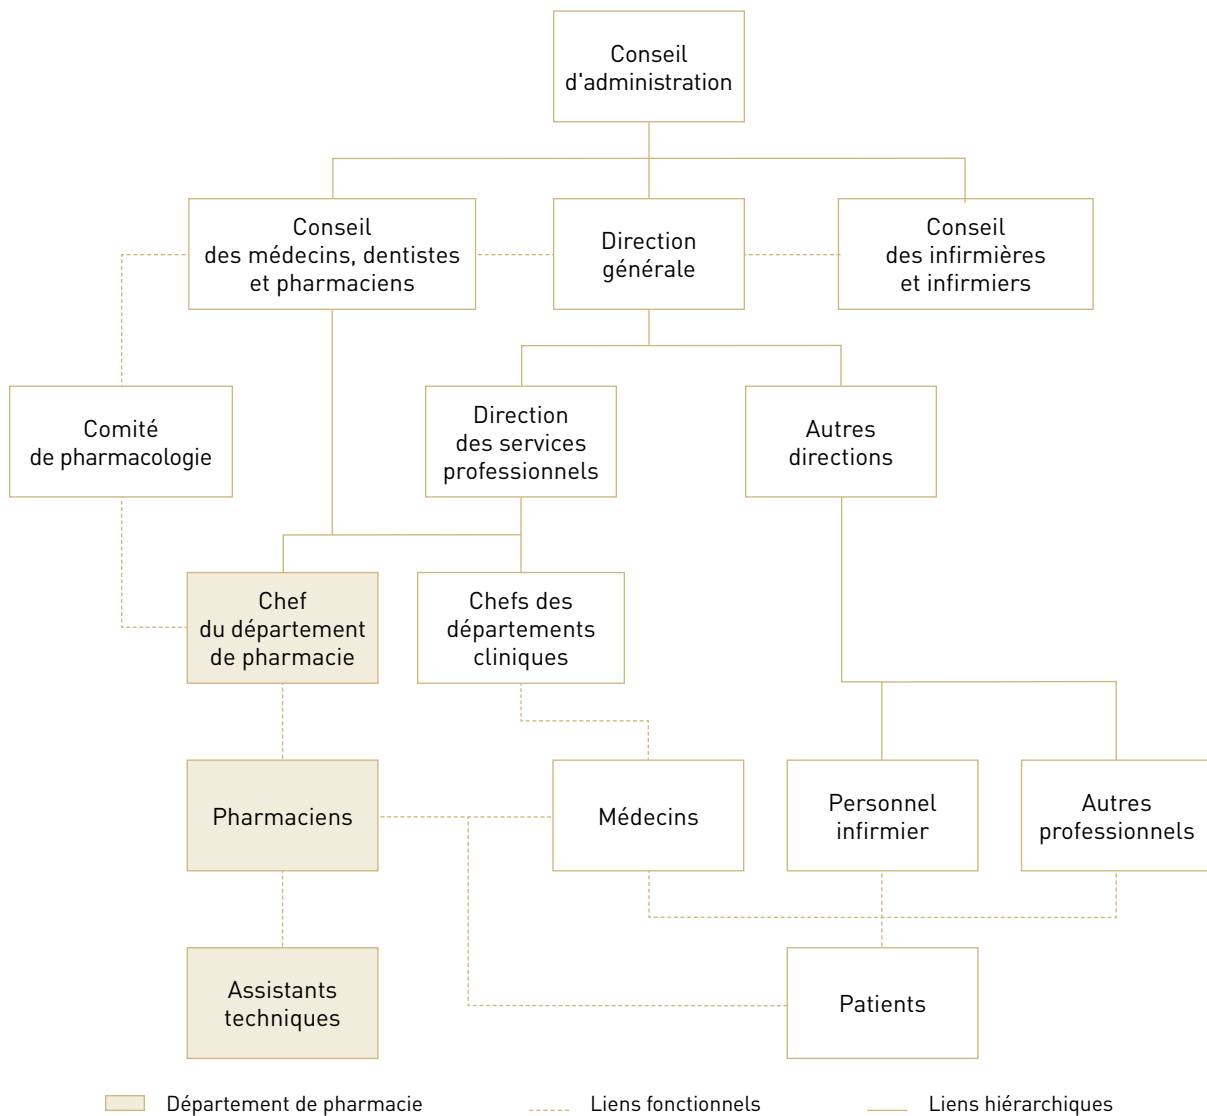 Conseil
d'administration
Conseil
des médecins, dentistes
et pharmaciens
Direction
générale
Conseil
des infirmières
et infirmiers
Comité
de pharmacologie
Direction
des services
professionnels
Autres
directions
Chef
du département
de pharmacie
Chefs des
départements
cliniques
Pharmaciens
Médecins
Personnel
infirmier
Autres
professionnels
Assistants
techniques
Patients
Département de pharmacie
Liens fonctionnels
Liens hiérarchiques